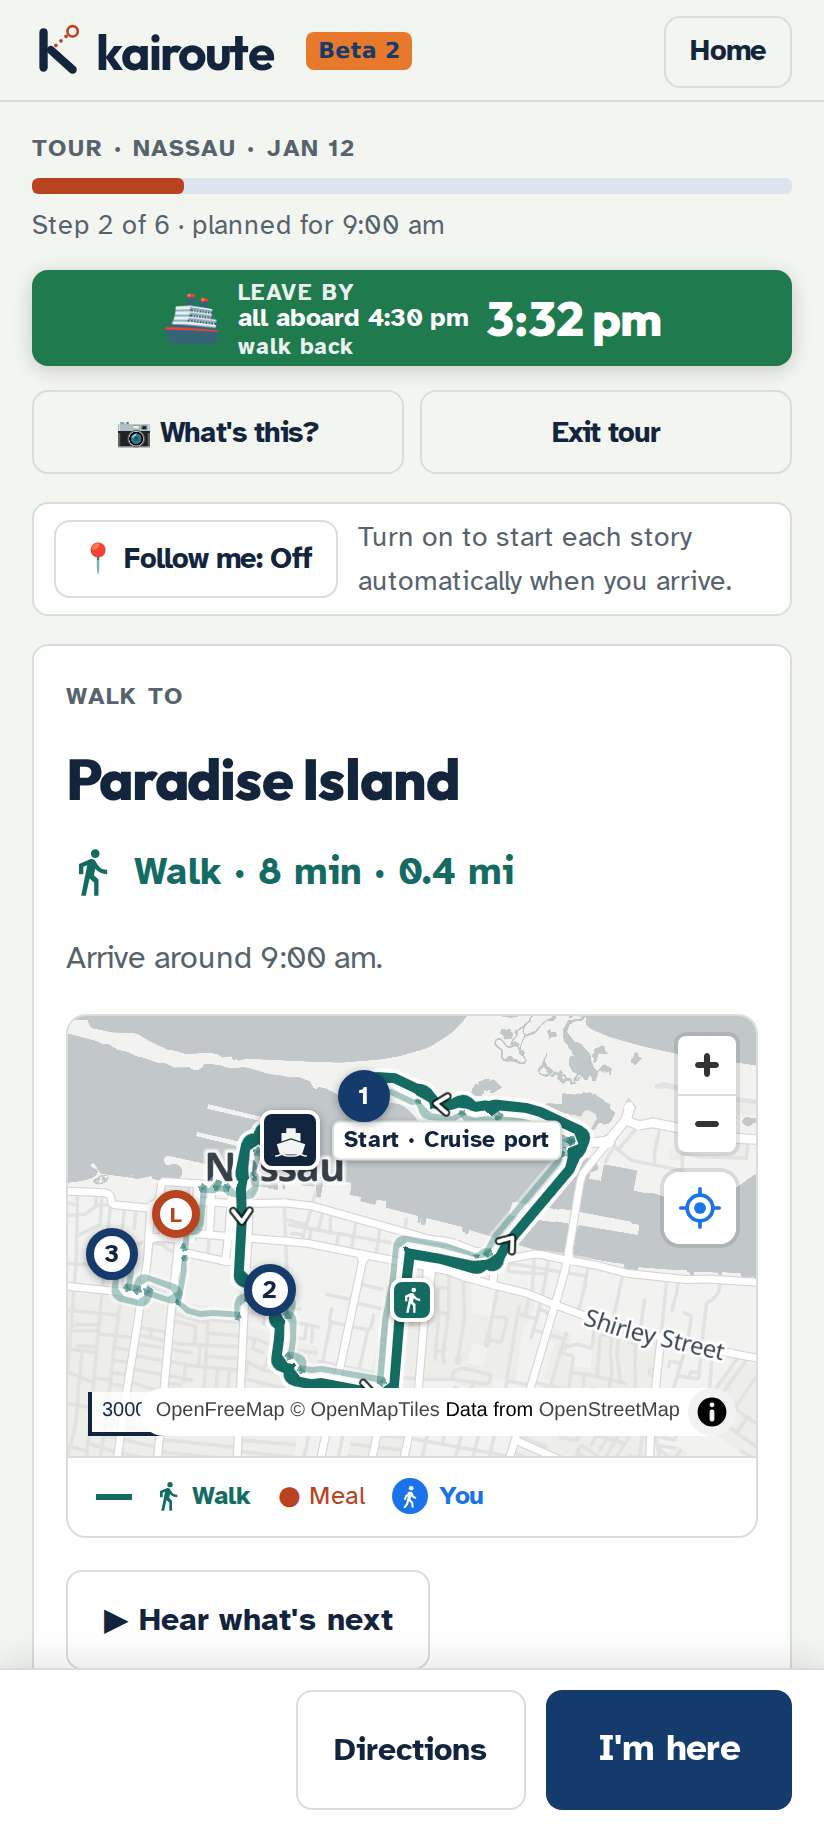 kairoute
Beta 2
Home
TOUR · NASSAU · JAN 12
Step 2 of 6 · planned for 9:00 am
LEAVE BY
all aboard 4:30 pm
walk back
3:32 pm
What's this?
Exit tour
Follow me: Off
Turn on to start each story
automatically when you arrive.
WALK TO
Paradise Island
Walk · 8 min · 0.4 mi
Arrive around 9:00 am.
1
Start · Cruise port
Nassau
L
3
2
Shirley Street
OpenFreeMap © OpenMapTiles Data from OpenStreetMap
Walk
Meal
You
▶ Hear what's next
Directions
I'm here